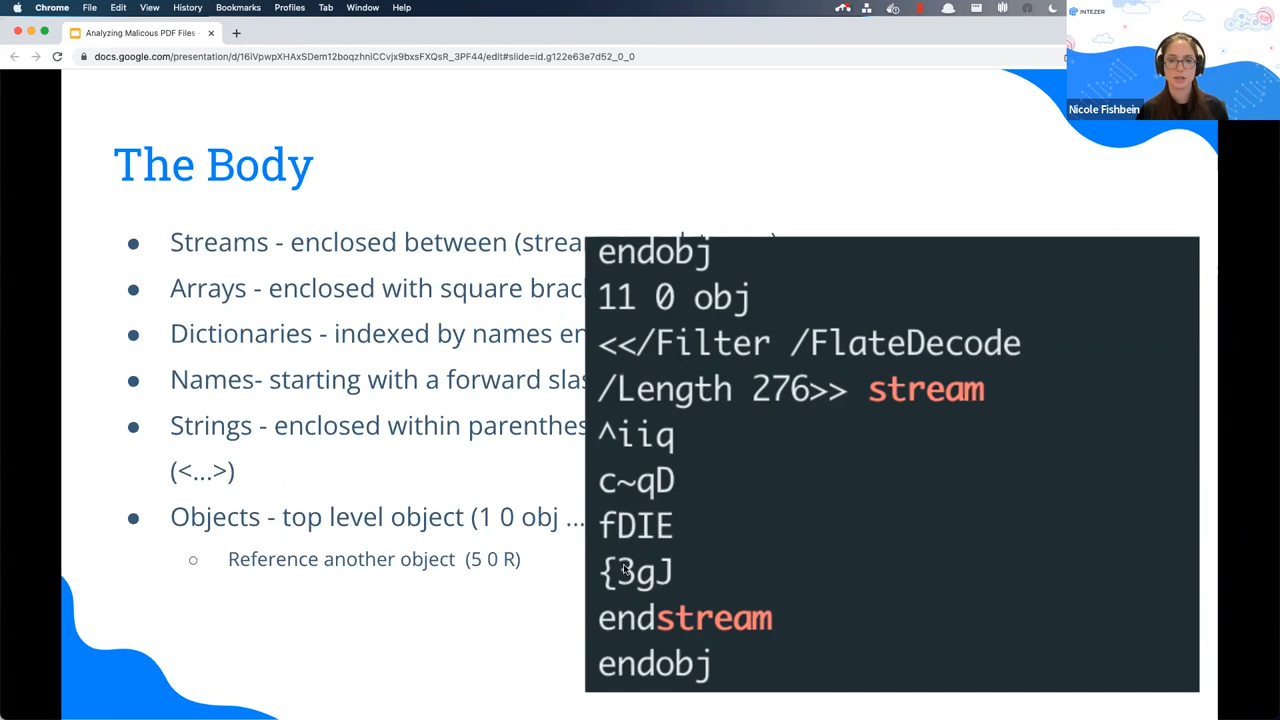 Chrome File Edit View History Bookmarks Profiles Tab Window Help
Analyzing Malicous PDF Files -
docs.google.com/presentation/d/16iVpwpXHAxSDem12boqzhniCCvjx9bxsFXQsR_3PF44/edit#slide=id.g122e63e7d52_0_0
INTEZER
Nicole Fishbein
The Body
Streams - enclosed between (strea
Arrays - enclosed with square brac
Dictionaries - indexed by names en
Names- starting with a forward slas
Strings - enclosed within parenthes
(<...>)
Objects - top level object (1 0 obj ...
Reference another object (5 0 R)
endobj
11 0 obj
<</Filter /FlateDecode
/Length 276>> stream
^iiq
c~qD
fDIE
{3gJ
endstream
endobj